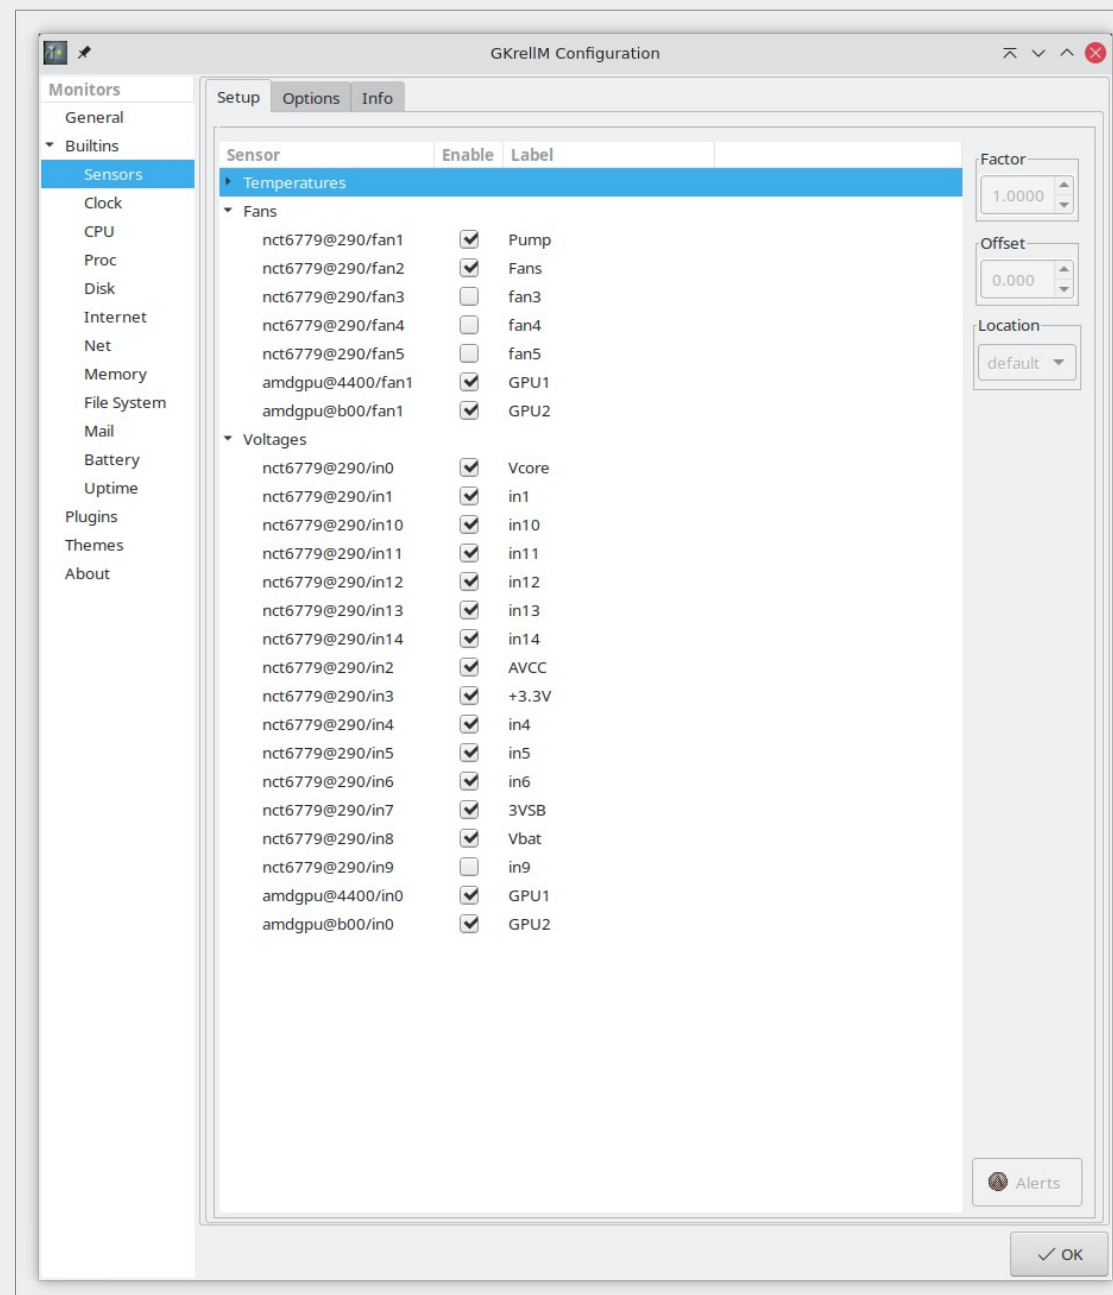 GKrellM Configuration
Monitors
General
Builtins
Sensors
Clock
CPU
Proc
Disk
Internet
Net
Memory
File System
Mail
Battery
Uptime
Plugins
Themes
About
Setup Options Info
Sensor Enable Label
Temperatures
Fans
nct6779@290/fan1 Pump
nct6779@290/fan2 Fans
nct6779@290/fan3 fan3
nct6779@290/fan4 fan4
nct6779@290/fan5 fan5
amdgpu@4400/fan1 GPU1
amdgpu@b00/fan1 GPU2
Voltages
nct6779@290/in0 Vcore
nct6779@290/in1 in1
nct6779@290/in10 in10
nct6779@290/in11 in11
nct6779@290/in12 in12
nct6779@290/in13 in13
nct6779@290/in14 in14
nct6779@290/in2 AVCC
nct6779@290/in3 +3.3V
nct6779@290/in4 in4
nct6779@290/in5 in5
nct6779@290/in6 in6
nct6779@290/in7 3VSB
nct6779@290/in8 Vbat
nct6779@290/in9 in9
amdgpu@4400/in0 GPU1
amdgpu@b00/in0 GPU2
Factor
1.0000
Offset
0.000
Location
default
Alerts
OK